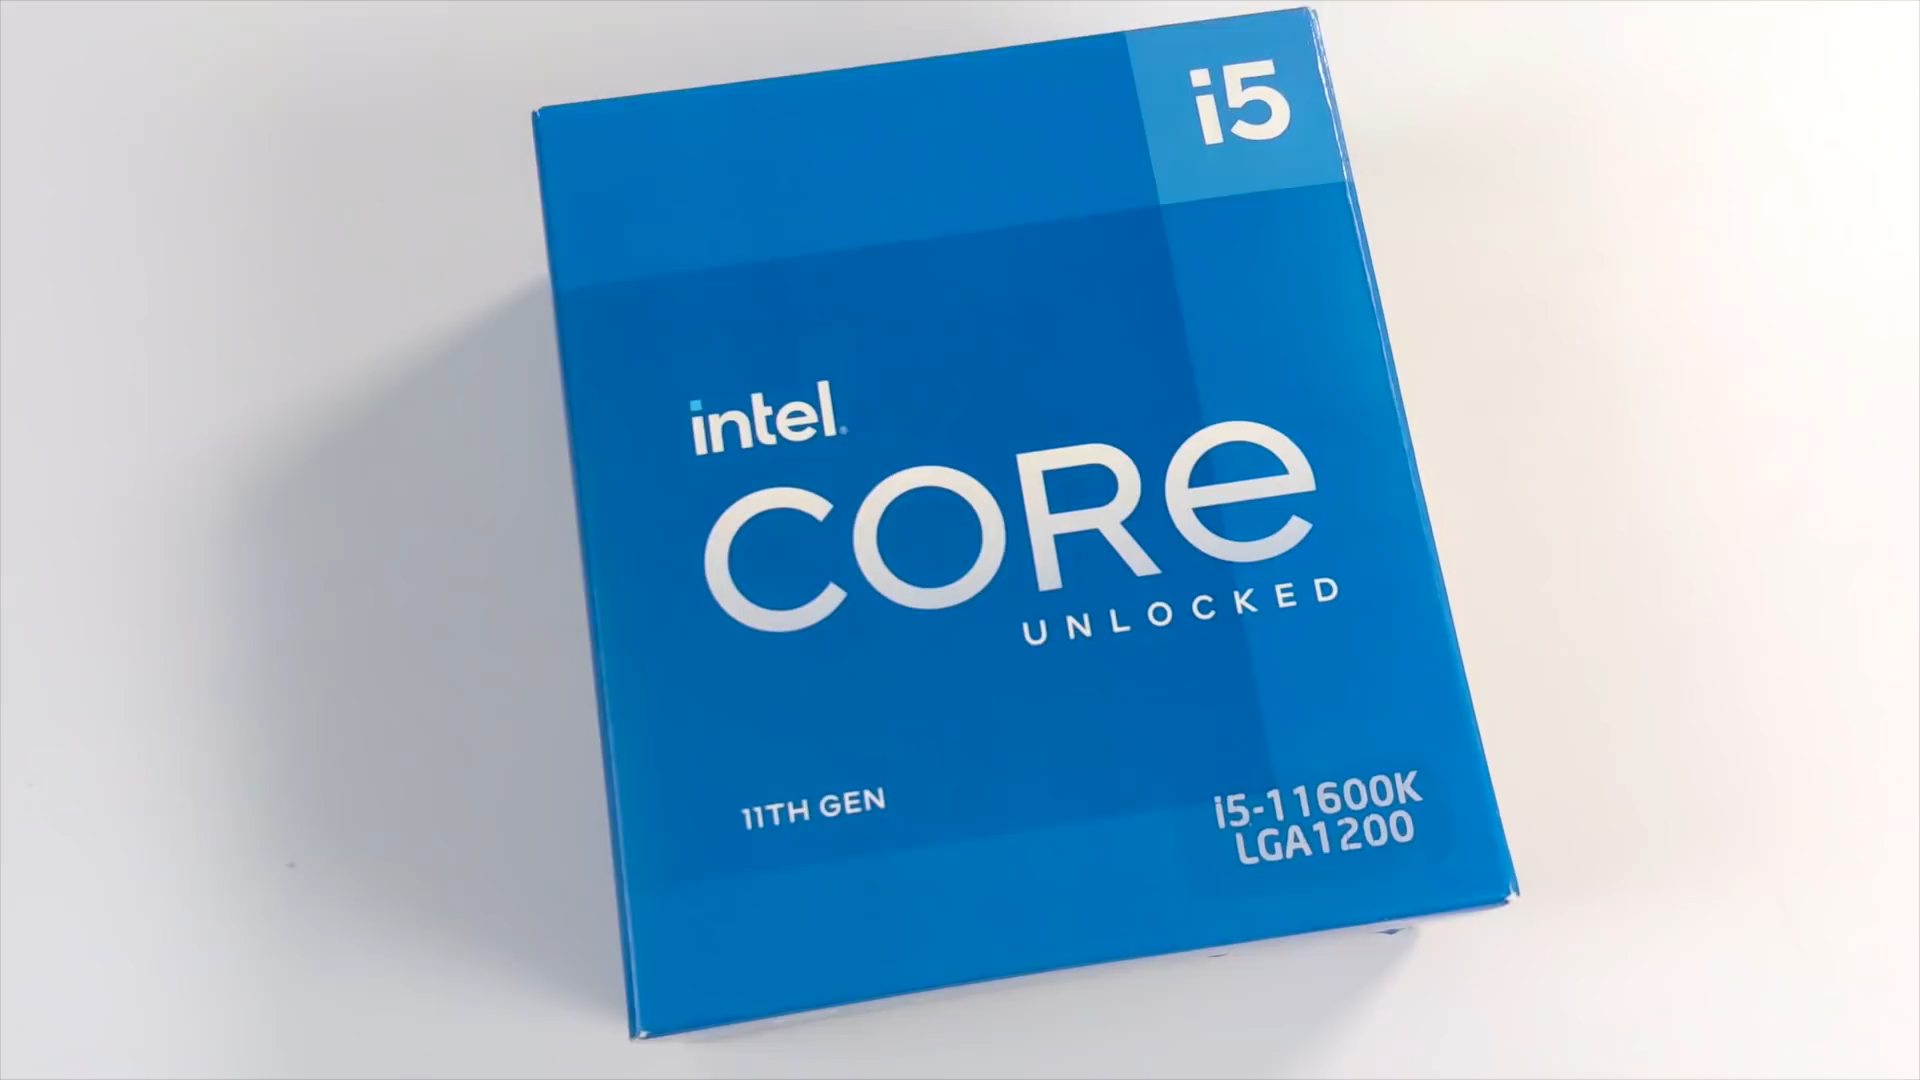 i5
intel
CORe
UNLOCKED
11TH GEN
i5-11600K
LGA1200